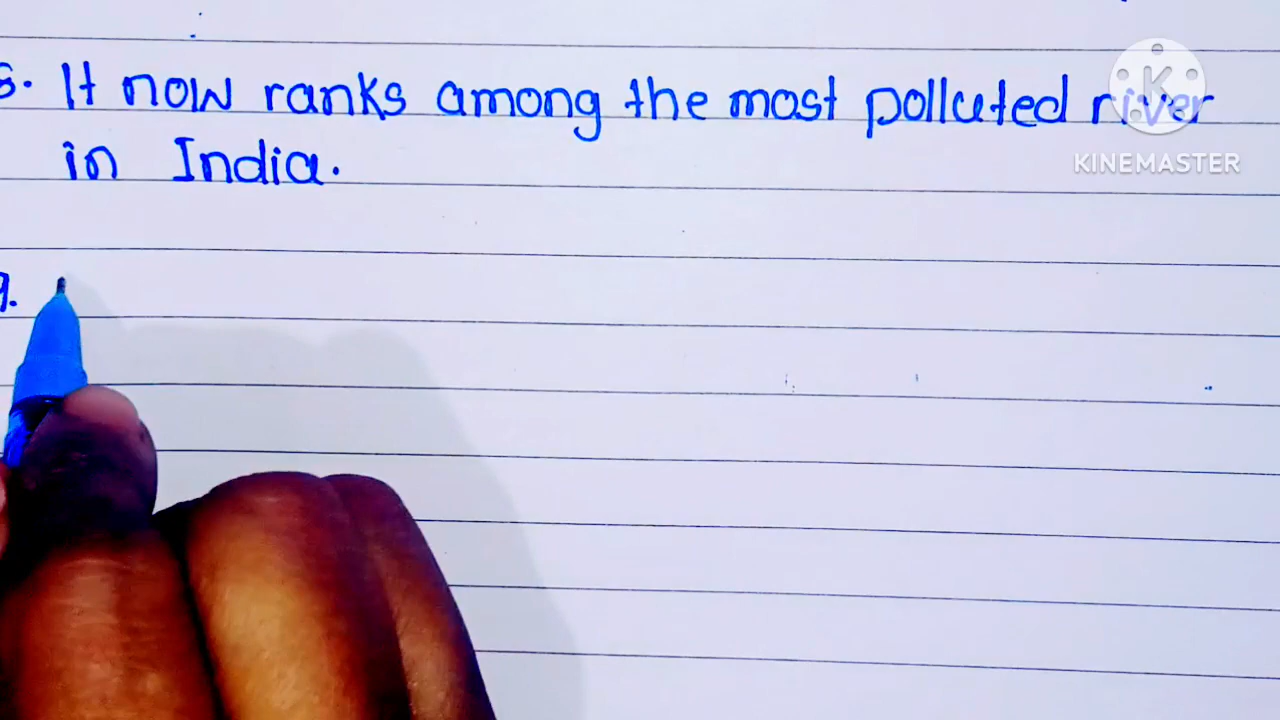 8. It now ranks among the most polluted river
in India.
9.
K
KINEMASTER